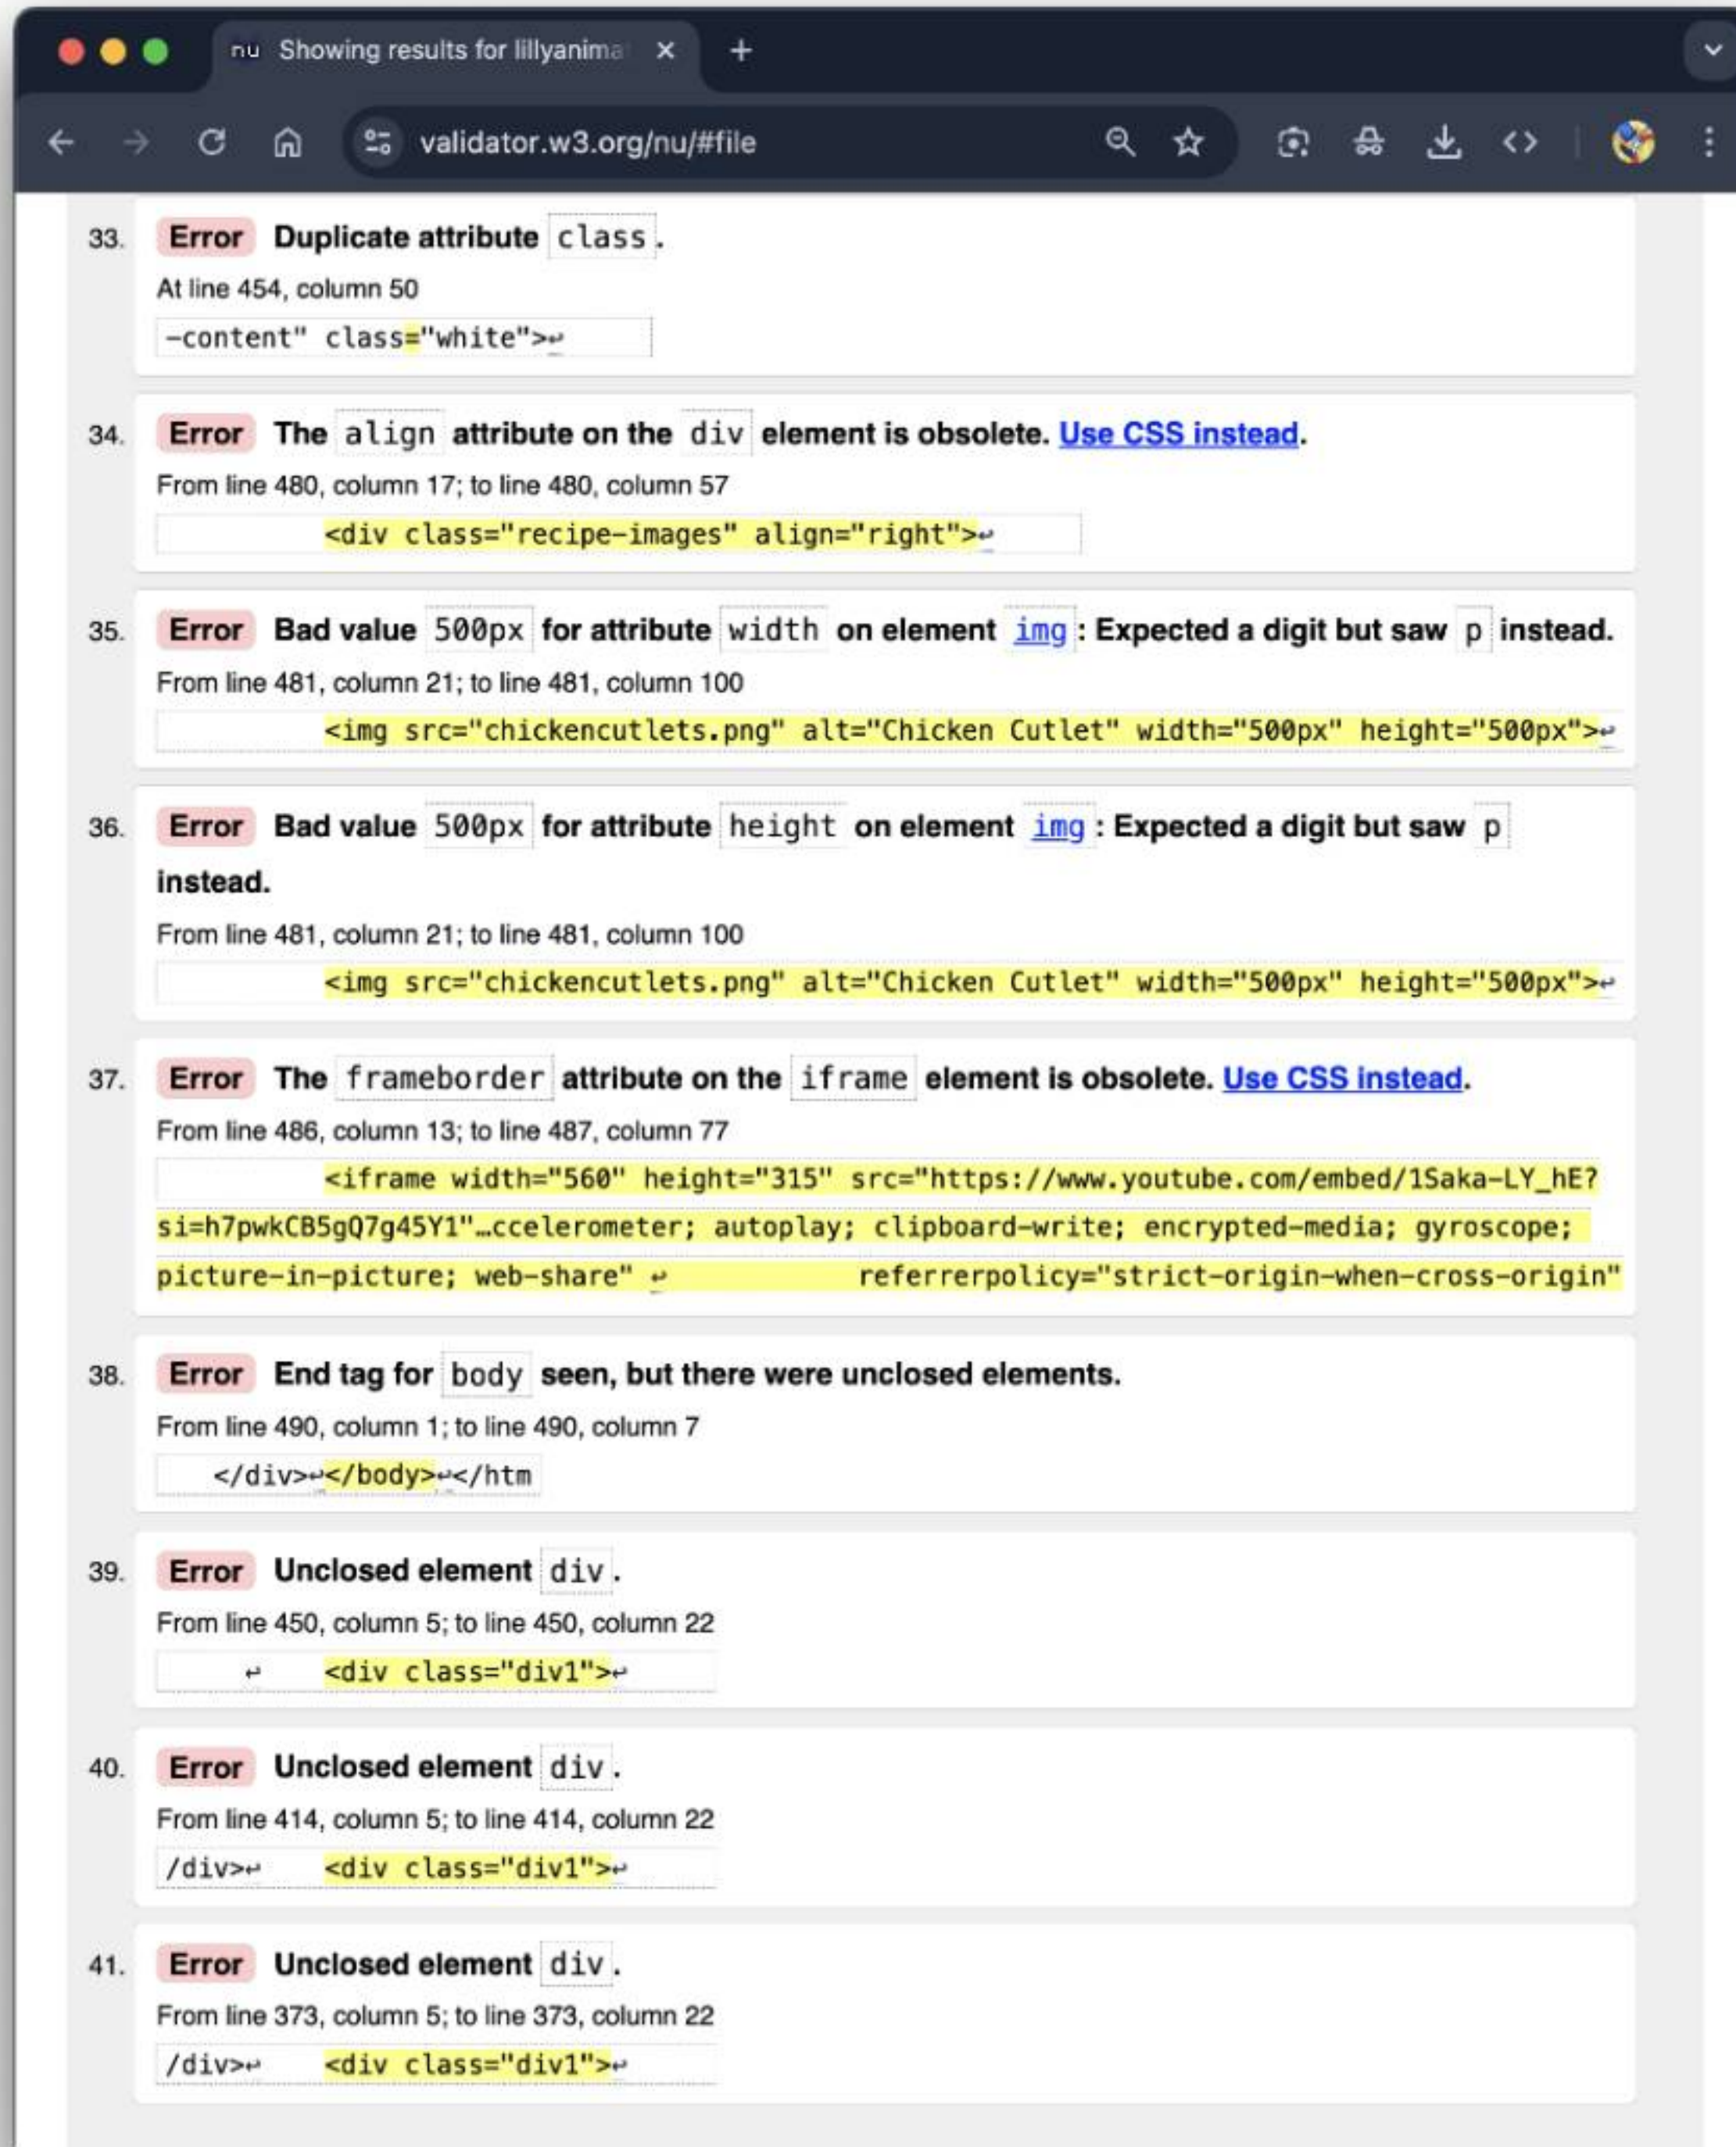 nu Showing results for lillyanima
validator.w3.org/nu/#file
33. Error Duplicate attribute class.
At line 454, column 50
-content" class="white">↩
34. Error The align attribute on the div element is obsolete. Use CSS instead.
From line 480, column 17; to line 480, column 57
<div class="recipe-images" align="right">↩
35. Error Bad value 500px for attribute width on element img: Expected a digit but saw p instead.
From line 481, column 21; to line 481, column 100
<img src="chickencutlets.png" alt="Chicken Cutlet" width="500px" height="500px">↩
36. Error Bad value 500px for attribute height on element img: Expected a digit but saw p
instead.
From line 481, column 21; to line 481, column 100
<img src="chickencutlets.png" alt="Chicken Cutlet" width="500px" height="500px">↩
37. Error The frameborder attribute on the iframe element is obsolete. Use CSS instead.
From line 486, column 13; to line 487, column 77
<iframe width="560" height="315" src="https://www.youtube.com/embed/1Saka-LY_hE?
si=h7pwkCB5gQ7g45Y1"…ccelerometer; autoplay; clipboard-write; encrypted-media; gyroscope;
picture-in-picture; web-share" ↩ referrerpolicy="strict-origin-when-cross-origin"
38. Error End tag for body seen, but there were unclosed elements.
From line 490, column 1; to line 490, column 7
</div>↩</body>↩</htm
39. Error Unclosed element div.
From line 450, column 5; to line 450, column 22
↩ <div class="div1">↩
40. Error Unclosed element div.
From line 414, column 5; to line 414, column 22
/div>↩ <div class="div1">↩
41. Error Unclosed element div.
From line 373, column 5; to line 373, column 22
/div>↩ <div class="div1">↩